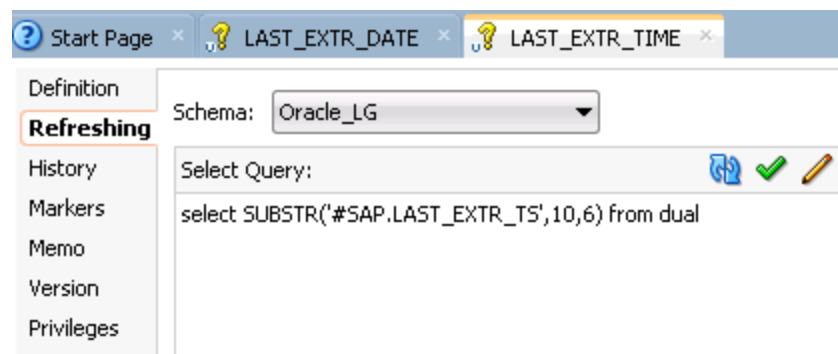 Start Page
LAST_EXTR_DATE
LAST_EXTR_TIME
Definition
Refreshing
History
Markers
Memo
Version
Privileges
Schema: Oracle_LG
Select Query:
select SUBSTR('#SAP.LAST_EXTR_TS',10,6) from dual